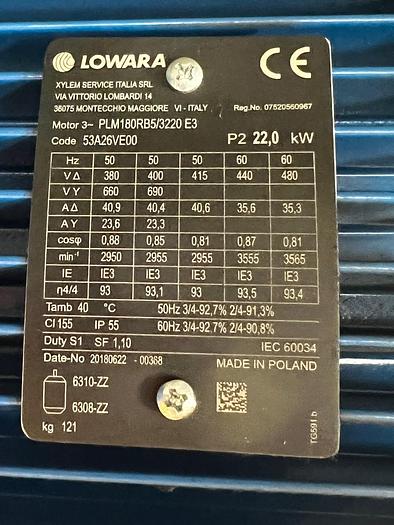 LOWARA CE
XYLEM SERVICE ITALIA SRL
VIA VITTORIO LOMBARDI 14
36075 MONTECCHIO MAGGIORE VI - ITALY Reg.No. 07520560967
Motor 3~ PLM180RB5/3220 E3
Code 53A26VE00 P2 22,0 kW
Hz 50 50 50 60 60
V Δ 380 400 415 440 480
V Y 660 690
A Δ 40,9 40,4 40,6 35,6 35,3
A Y 23,6 23,3
cosφ 0,88 0,85 0,81 0,87 0,81
min⁻¹ 2950 2955 2955 3555 3565
IE IE3 IE3 IE3 IE3 IE3
η4/4 93 93,1 93 93,5 93,4
Tamb 40 °C 50Hz 3/4-92,7% 2/4-91,3%
Cl 155 IP 55 60Hz 3/4-92,7% 2/4-90,8%
Duty S1 SF 1,10 IEC 60034
Date-No 20180622 - 00368 MADE IN POLAND
6310-ZZ
6308-ZZ
kg 121
TG591.b